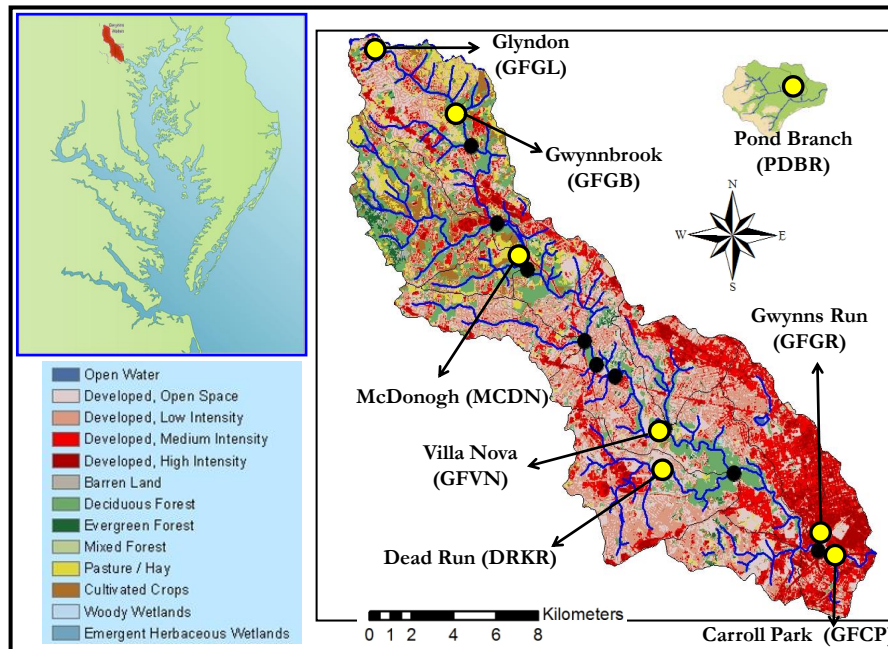 Glyndon
(GFGL)
Gwynnbrook
(GFGB)
Pond Branch
(PDBR)
N
W
E
S
Gwynns Run
(GFGR)
McDonogh (MCDN)
Villa Nova
(GFVN)
Dead Run (DRKR)
Carroll Park (GFCP)
Kilometers
0 1 2 4 6 8
Open Water
Developed, Open Space
Developed, Low Intensity
Developed, Medium Intensity
Developed, High Intensity
Barren Land
Deciduous Forest
Evergreen Forest
Mixed Forest
Pasture / Hay
Cultivated Crops
Woody Wetlands
Emergent Herbaceous Wetlands